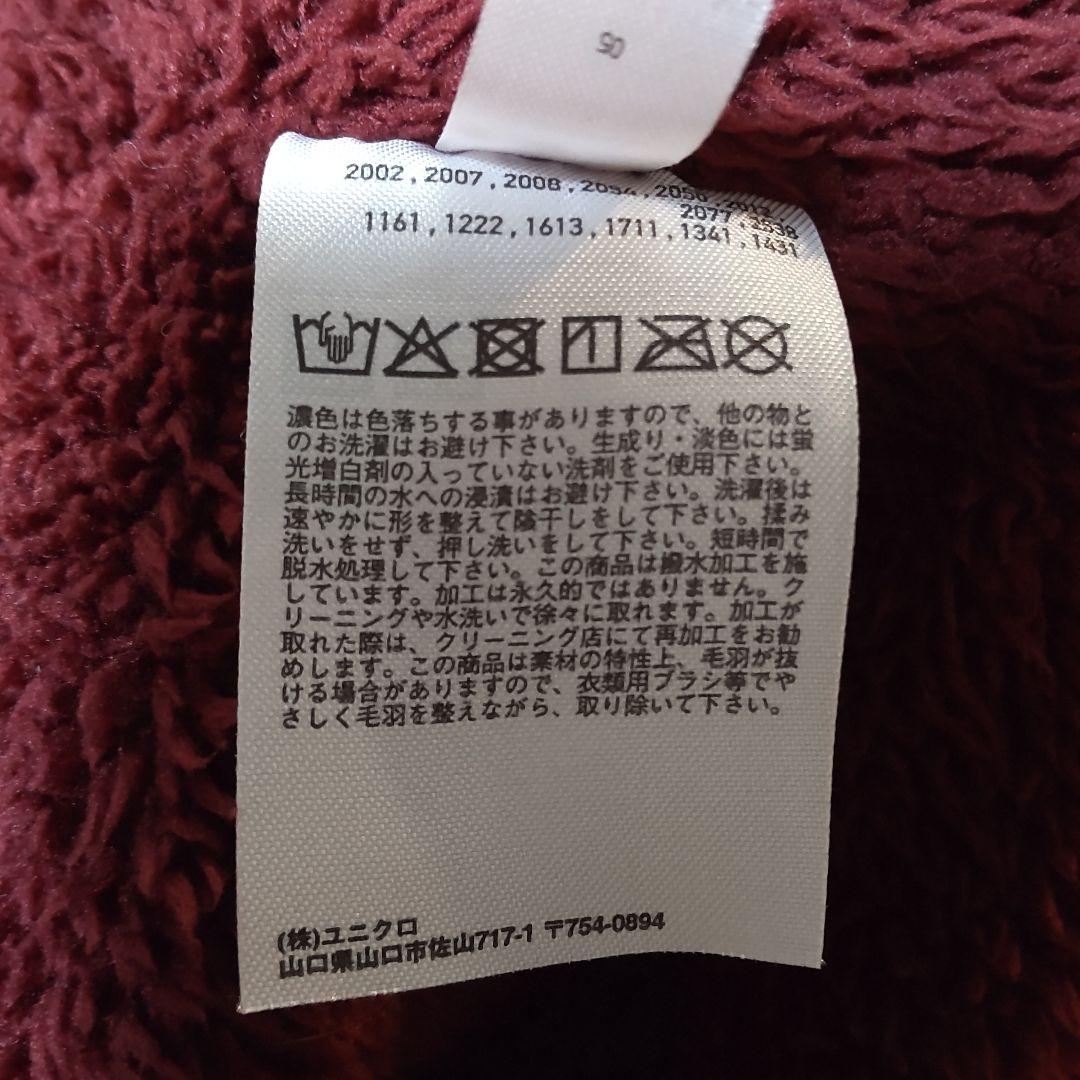 05
2002,2007,2008,2054,2050,2012,
2077,2538
1161,1222,1613,1711,1341,1431
濃色は色落ちする事がありますので、他の物と
のお洗濯はお避け下さい。生成り・淡色には蛍
光増白剤の入っていない洗剤をご使用下さい。
長時間の水への浸漬はお避け下さい。洗濯後は
速やかに形を整えて陰干しをして下さい。揉み
洗いをせず、押し洗いをして下さい。短時間で
脱水処理して下さい。この商品は撥水加工を施
しています。加工は永久的ではありません。ク
リーニングや水洗いで徐々に取れます。加工が
取れた際は、クリーニング店にて再加工をお勧
めします。この商品は素材の特性上、毛羽が抜
ける場合がありますので、衣類用ブラシ等でや
さしく毛羽を整えながら、取り除いて下さい。
(株)ユニクロ
山口県山口市佐山717-1 〒754-0894